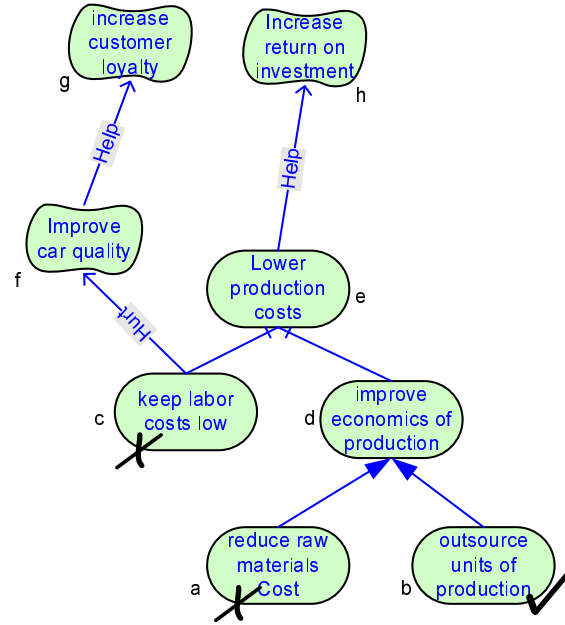 increase
customer
loyalty
g
Increase
return on
investment
h
Help
Help
Improve
car quality
f
Lower
production
costs
e
Hurt
keep labor
costs low
c
improve
economics of
production
d
reduce raw
materials
Cost
a
outsource
units of
production
b